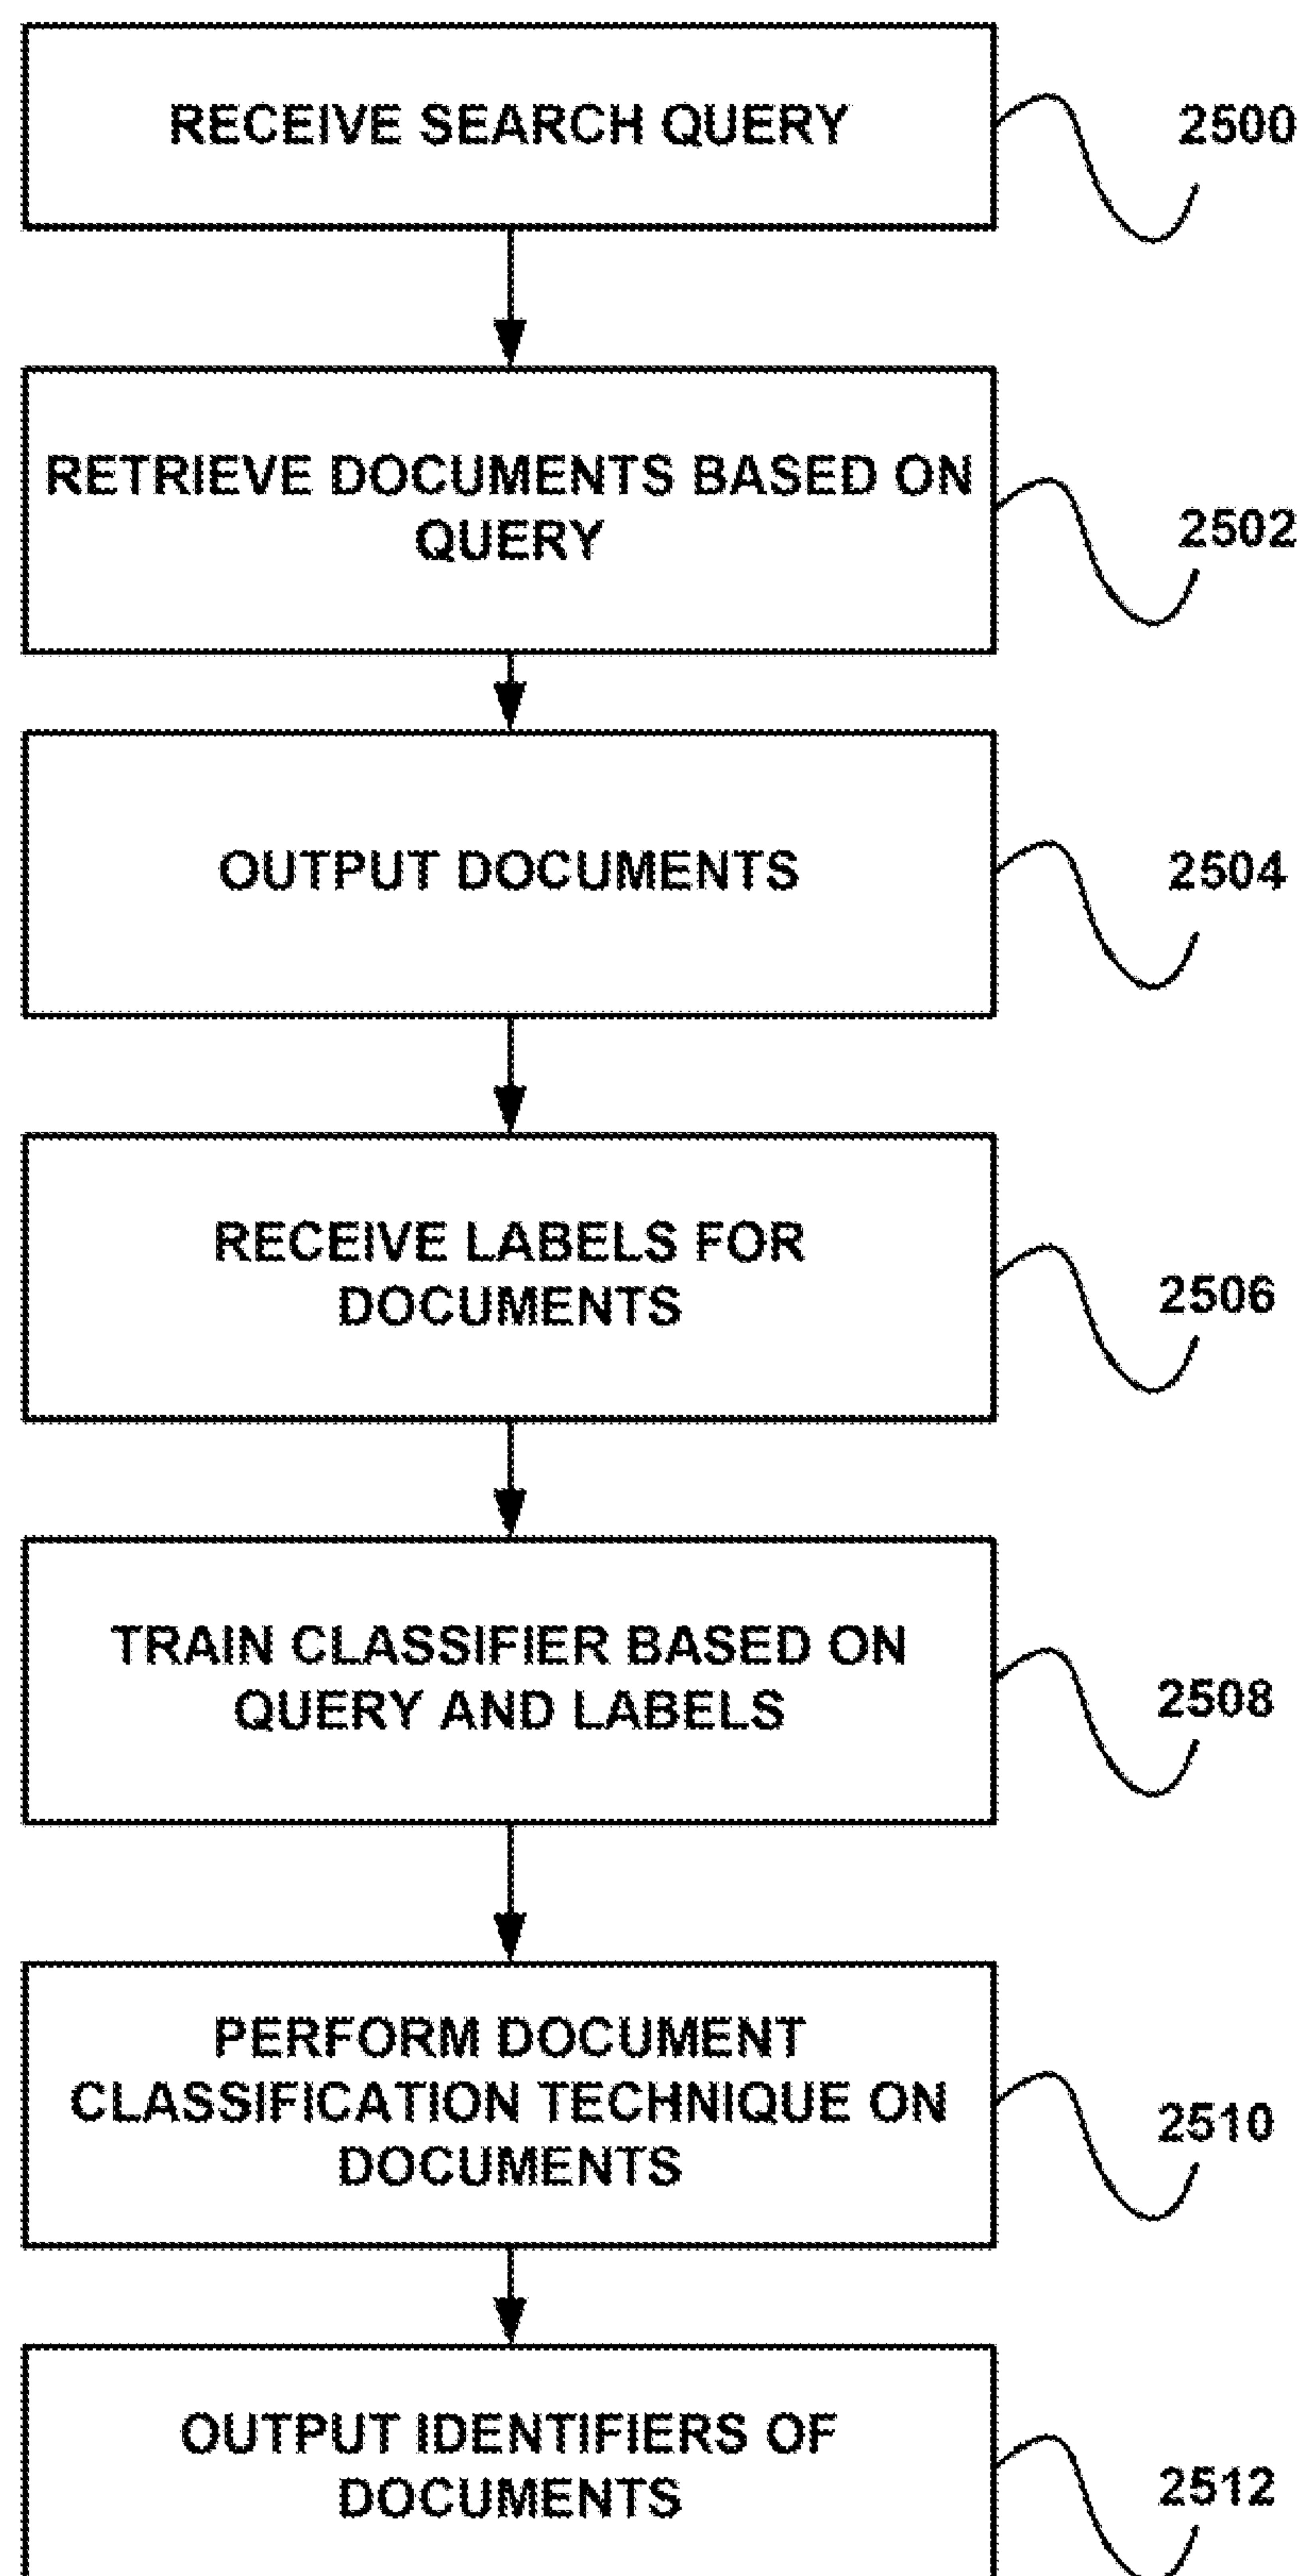 RECEIVE SEARCH QUERY
2500
RETRIEVE DOCUMENTS BASED ON
QUERY
2502
OUTPUT DOCUMENTS
2504
RECEIVE LABELS FOR
DOCUMENTS
2506
TRAIN CLASSIFIER BASED ON
QUERY AND LABELS
2508
PERFORM DOCUMENT
CLASSIFICATION TECHNIQUE ON
DOCUMENTS
2510
OUTPUT IDENTIFIERS OF
DOCUMENTS
2512